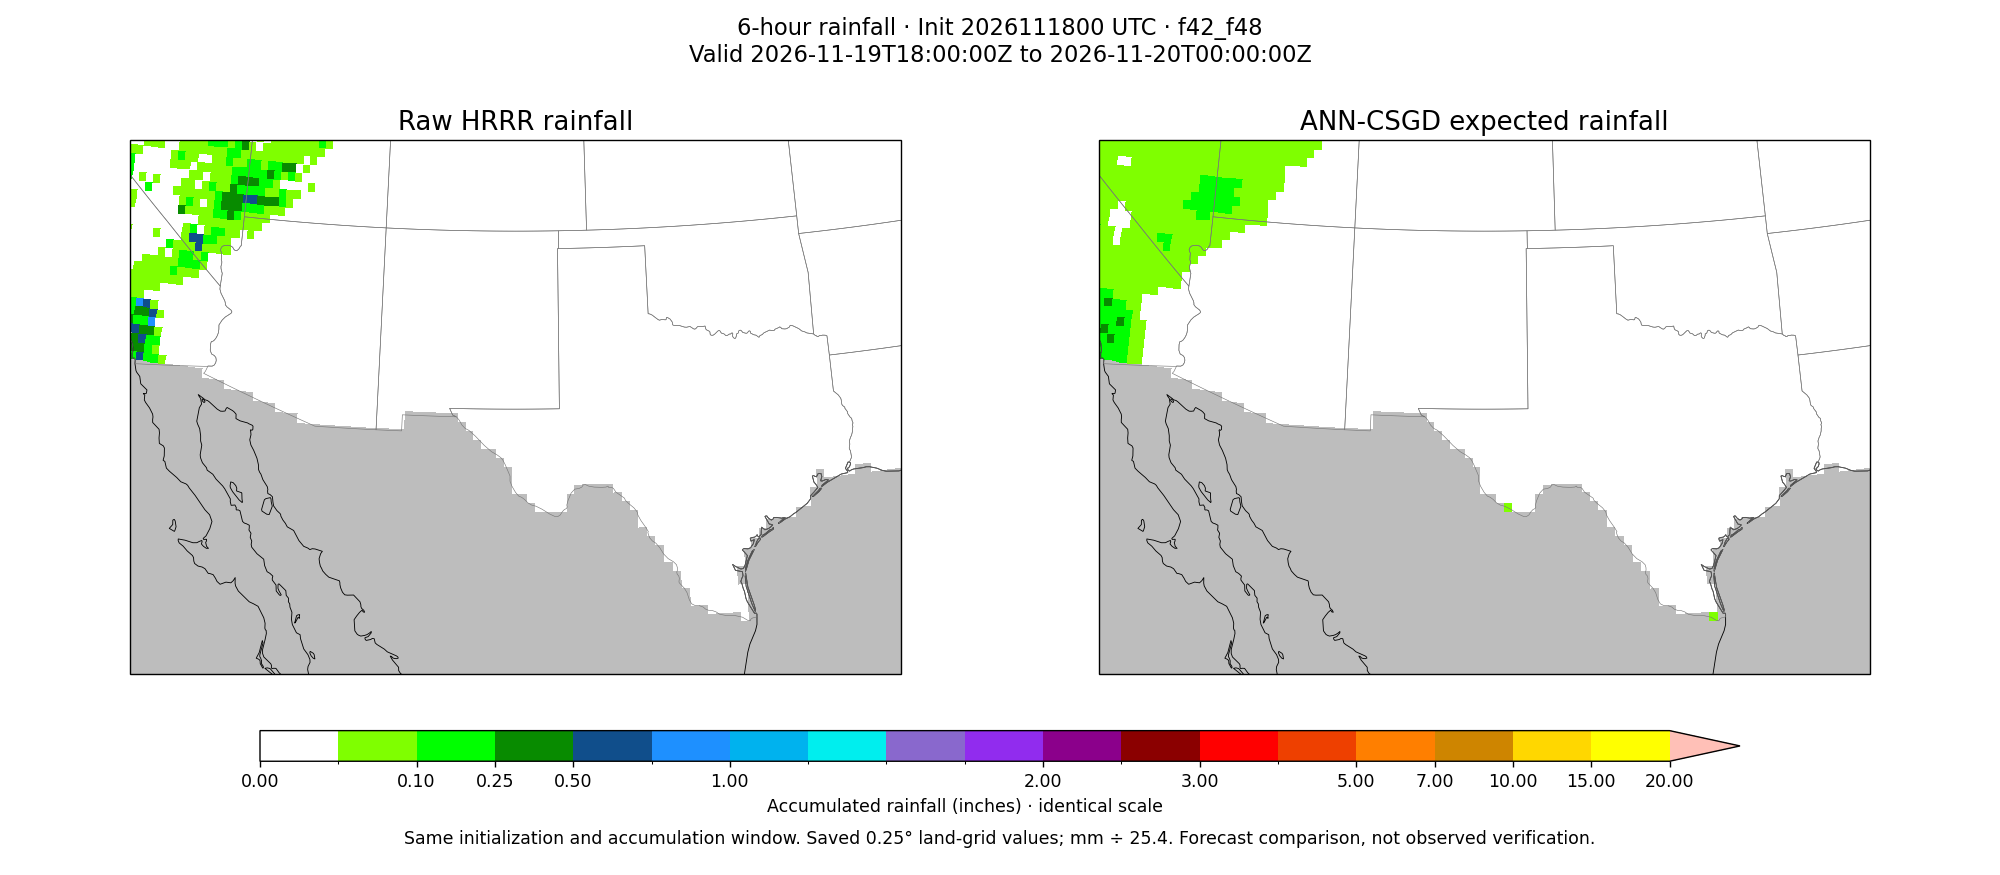 6-hour rainfall · Init 2026111800 UTC · f42_f48
Valid 2026-11-19T18:00:00Z to 2026-11-20T00:00:00Z
Raw HRRR rainfall
ANN-CSGD expected rainfall
0.00 0.10 0.25 0.50 1.00 2.00 3.00 5.00 7.00 10.00 15.00 20.00
Accumulated rainfall (inches) · identical scale
Same initialization and accumulation window. Saved 0.25° land-grid values; mm ÷ 25.4. Forecast comparison, not observed verification.